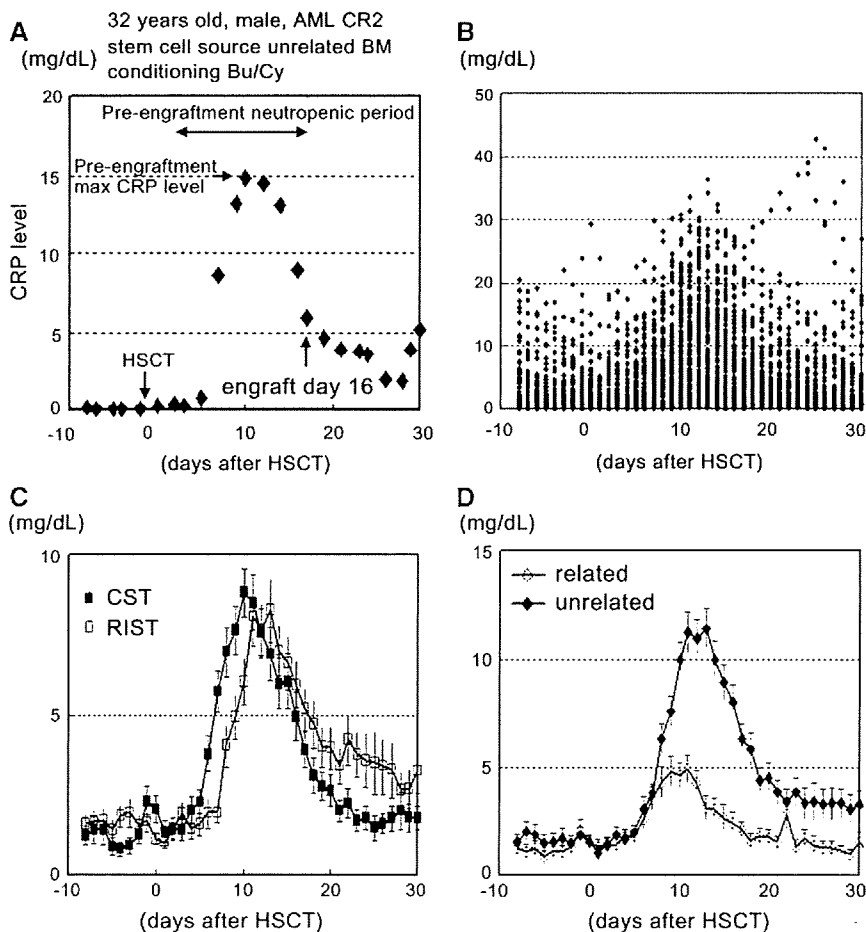 A
32 years old, male, AML CR2
stem cell source unrelated BM
(mg/dL) conditioning Bu/Cy
20
Pre-engraftment neutropenic period
Pre-engraftment
max CRP level
15
10
5
0
CRP level
HSCT
engraft day 16
-10 0 10 20 30
(days after HSCT)
B
(mg/dL)
50
40
30
20
10
0
-10 0 10 20 30
(days after HSCT)
C
(mg/dL)
10
CST
RIST
5
0
-10 0 10 20 30
(days after HSCT)
D
(mg/dL)
15
related
unrelated
10
5
0
-10 0 10 20 30
(days after HSCT)